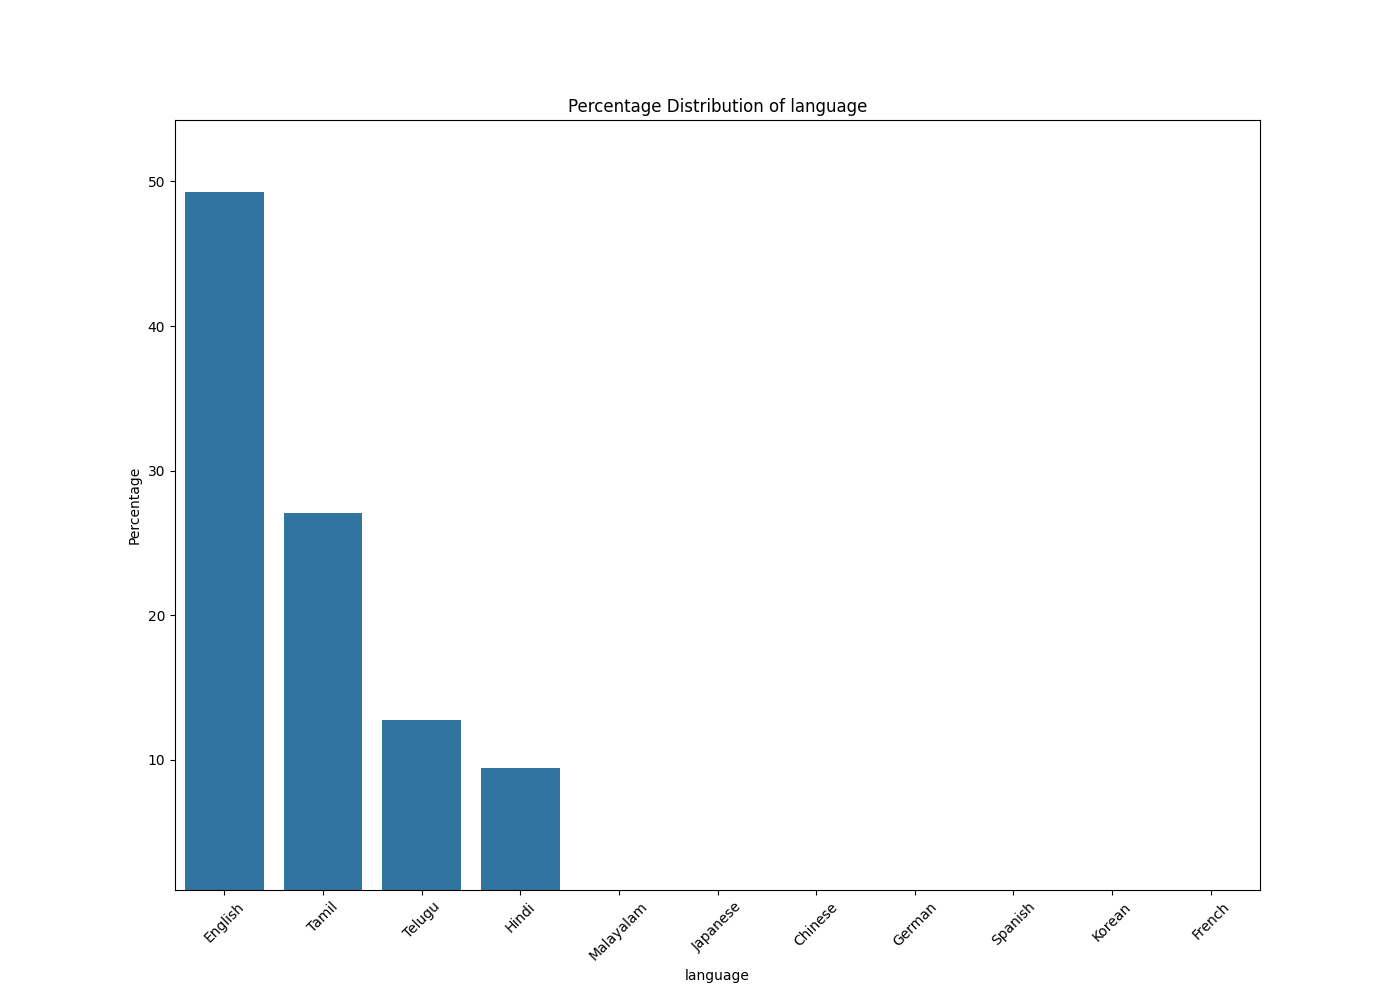 Percentage Distribution of language
Percentage
50
40
30
20
10
English
Tamil
Telugu
Hindi
Malayalam
Japanese
Chinese
German
Spanish
Korean
French
language